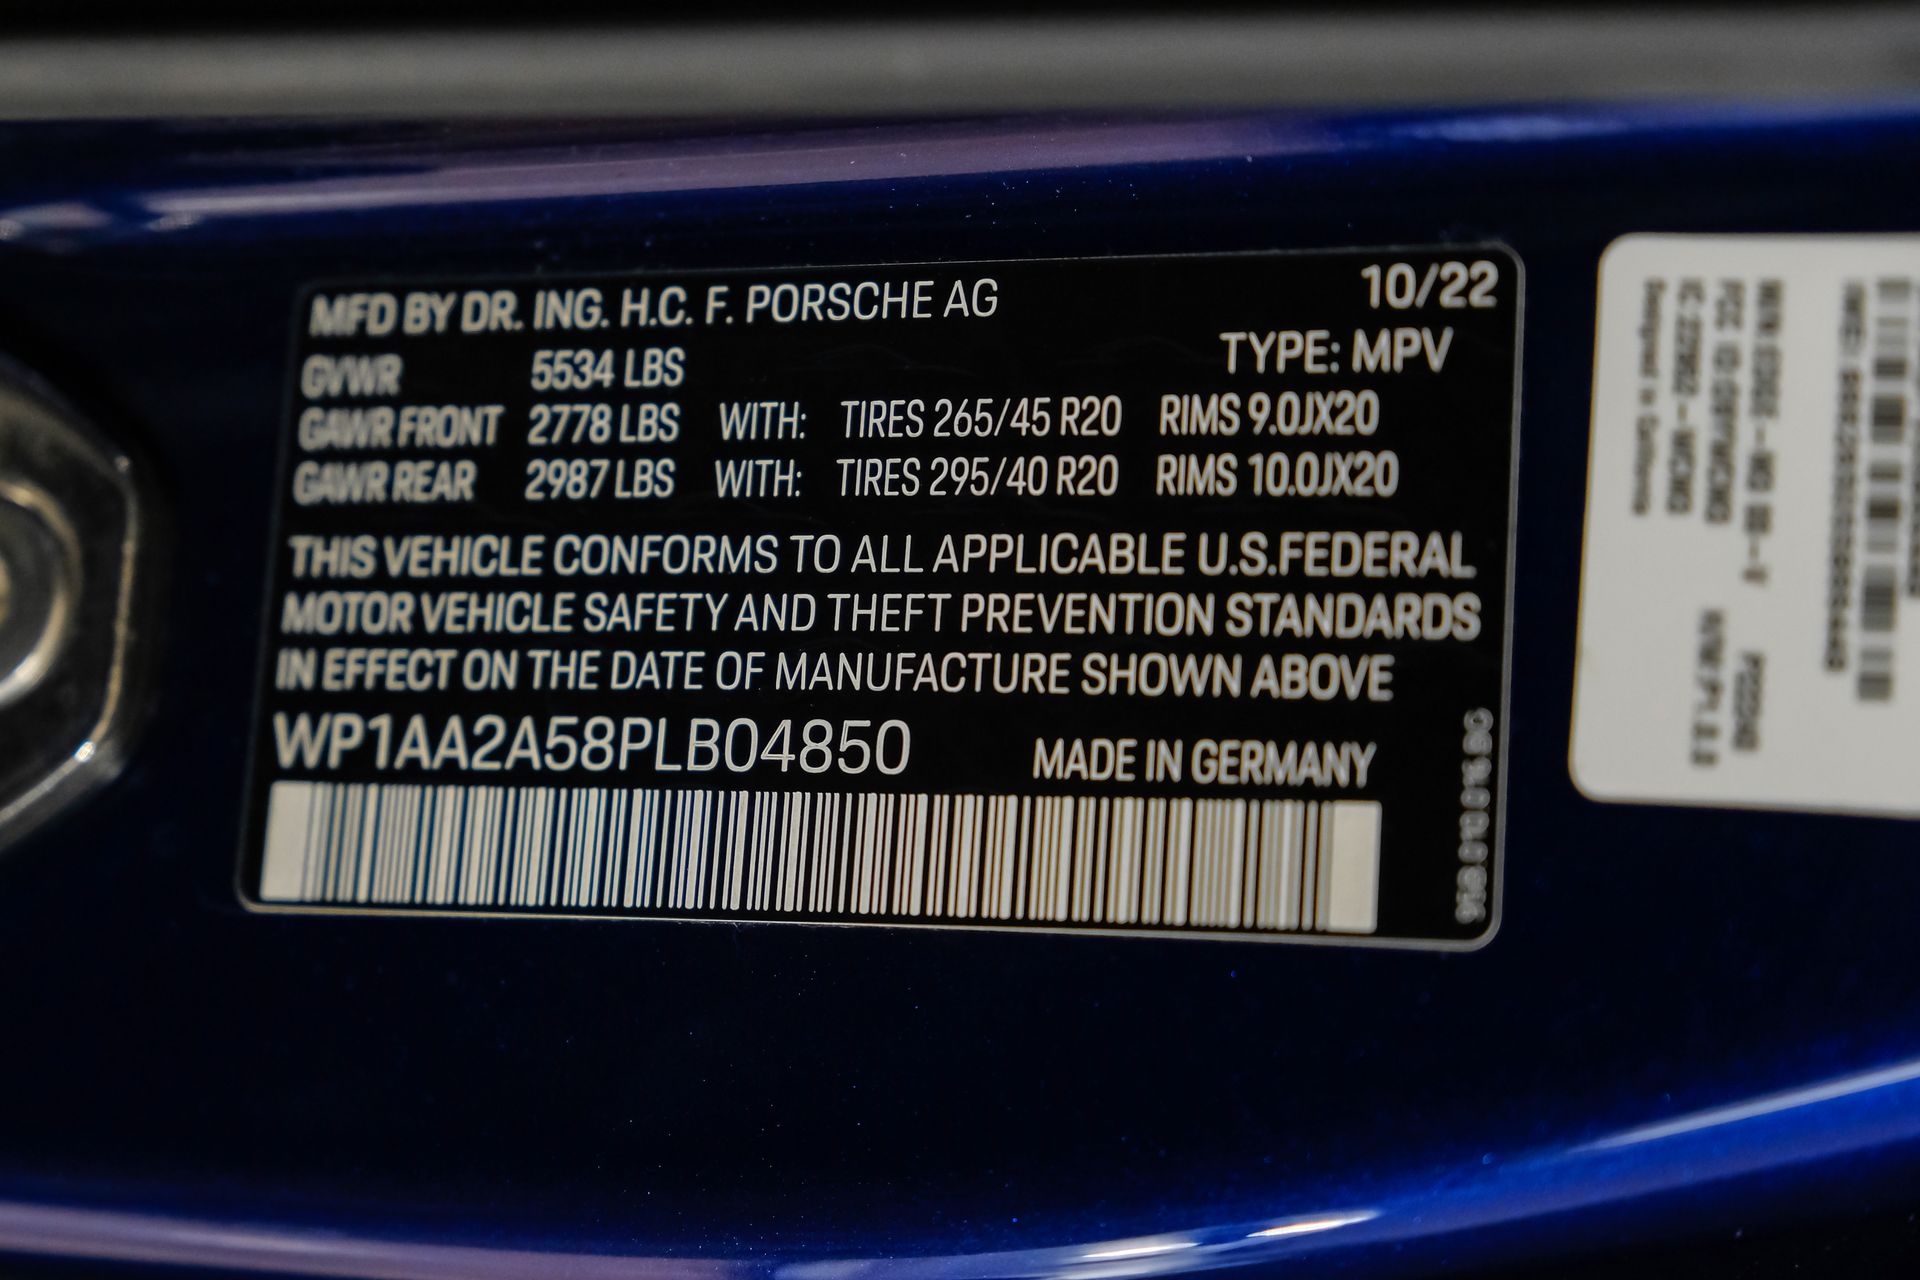 MFD BY DR. ING. H.C. F. PORSCHE AG 10/22
TYPE: MPV
GVWR 5534 LBS
GAWR FRONT 2778 LBS WITH: TIRES 265/45 R20 RIMS 9.0JX20
GAWR REAR 2987 LBS WITH: TIRES 295/40 R20 RIMS 10.0JX20
THIS VEHICLE CONFORMS TO ALL APPLICABLE U.S.FEDERAL
MOTOR VEHICLE SAFETY AND THEFT PREVENTION STANDARDS
IN EFFECT ON THE DATE OF MANUFACTURE SHOWN ABOVE
WP1AA2A58PLB04850 MADE IN GERMANY
Designed in California